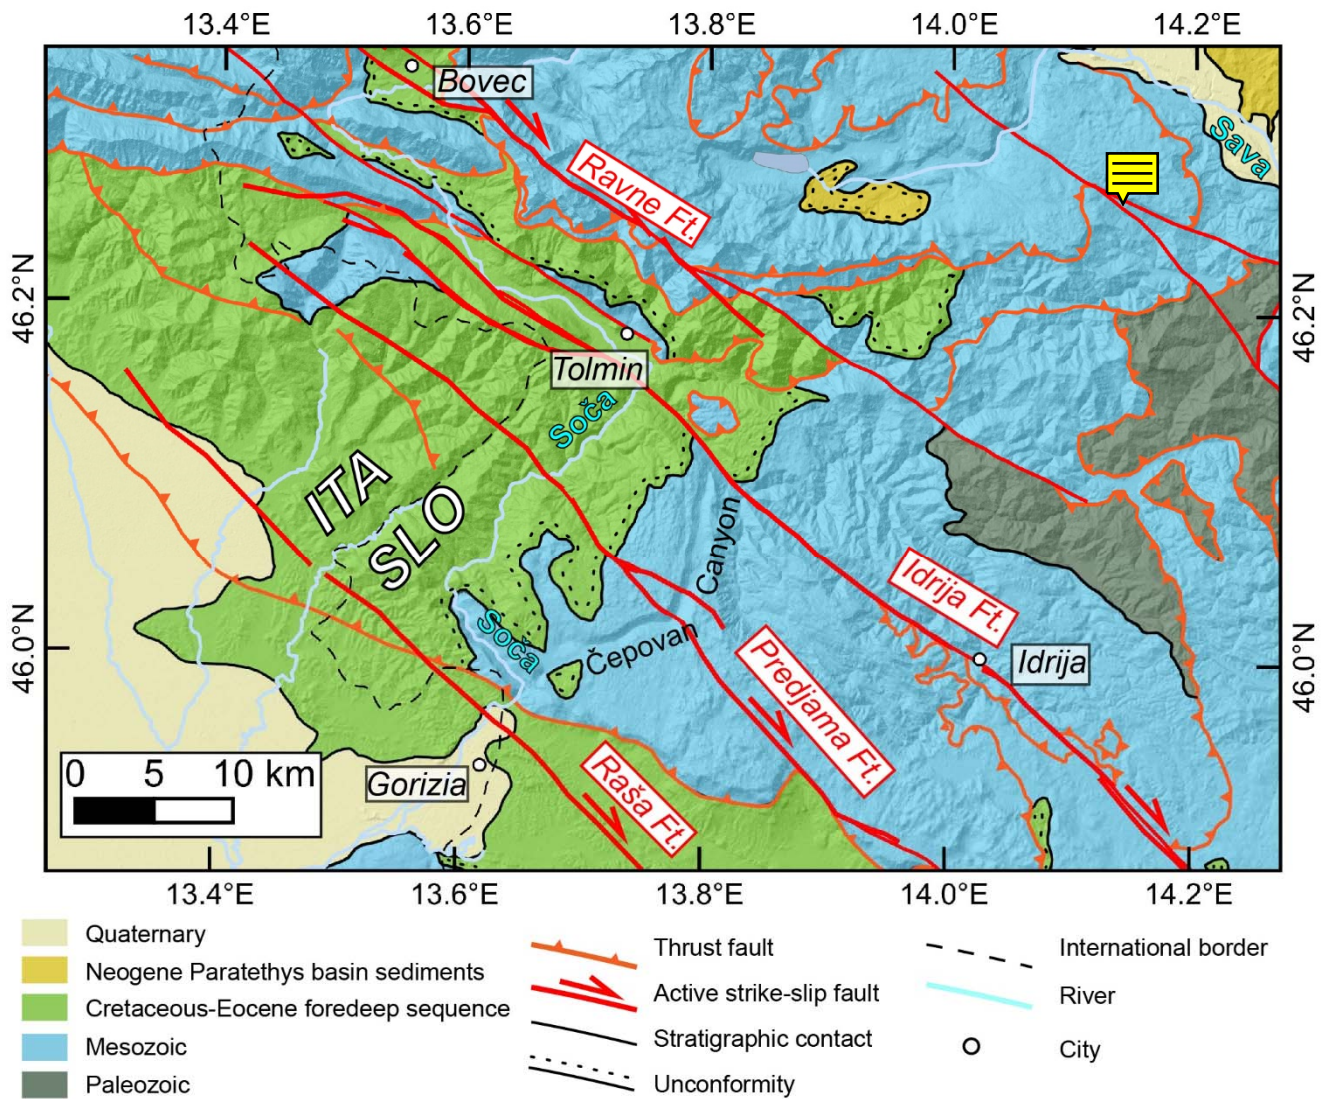 13.4°E 13.6°E 13.8°E 14.0°E 14.2°E
Bovec
Sava
Ravne Ft.
46.2°N
46.2°N
Tolmin
Soča
ITA
SLO
Canyon
Čepovan
Soča
Idrija Ft.
Idrija
46.0°N
46.0°N
Predjama Ft.
Raša Ft.
Gorizia
0 5 10 km
13.4°E 13.6°E 13.8°E 14.0°E 14.2°E
Quaternary
Neogene Paratethys basin sediments
Cretaceous-Eocene foredeep sequence
Mesozoic
Paleozoic
Thrust fault
Active strike-slip fault
Stratigraphic contact
Unconformity
International border
River
City